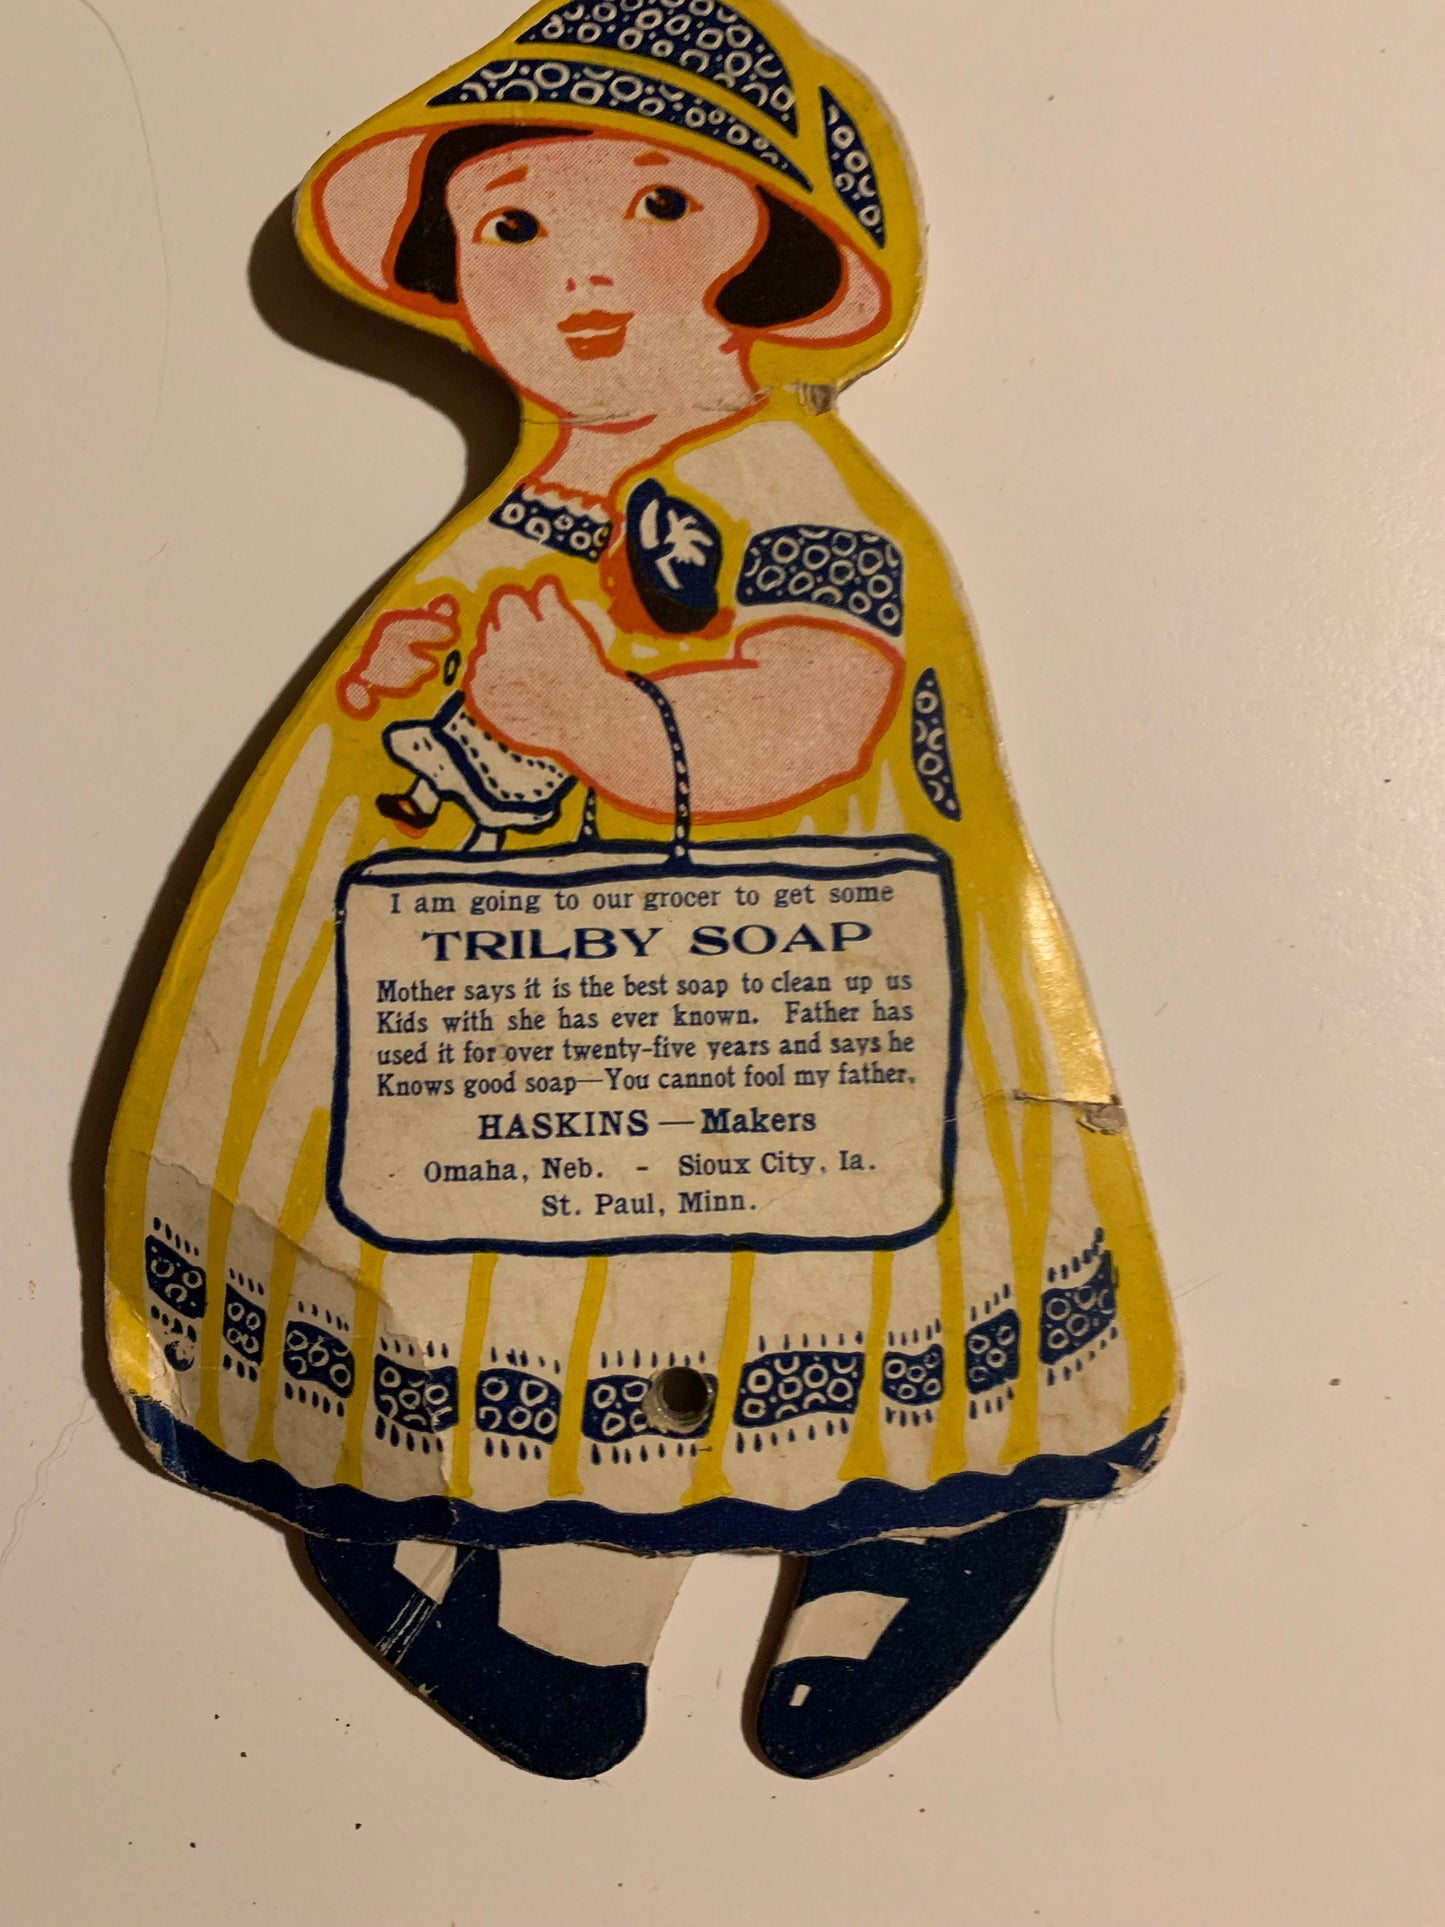 I am going to our grocer to get some
TRILBY SOAP
Mother says it is the best soap to clean up us
Kids with she has ever known. Father has
used it for over twenty-five years and says he
Knows good soap—You cannot fool my father.
HASKINS — Makers
Omaha, Neb. - Sioux City, Ia.
St. Paul, Minn.